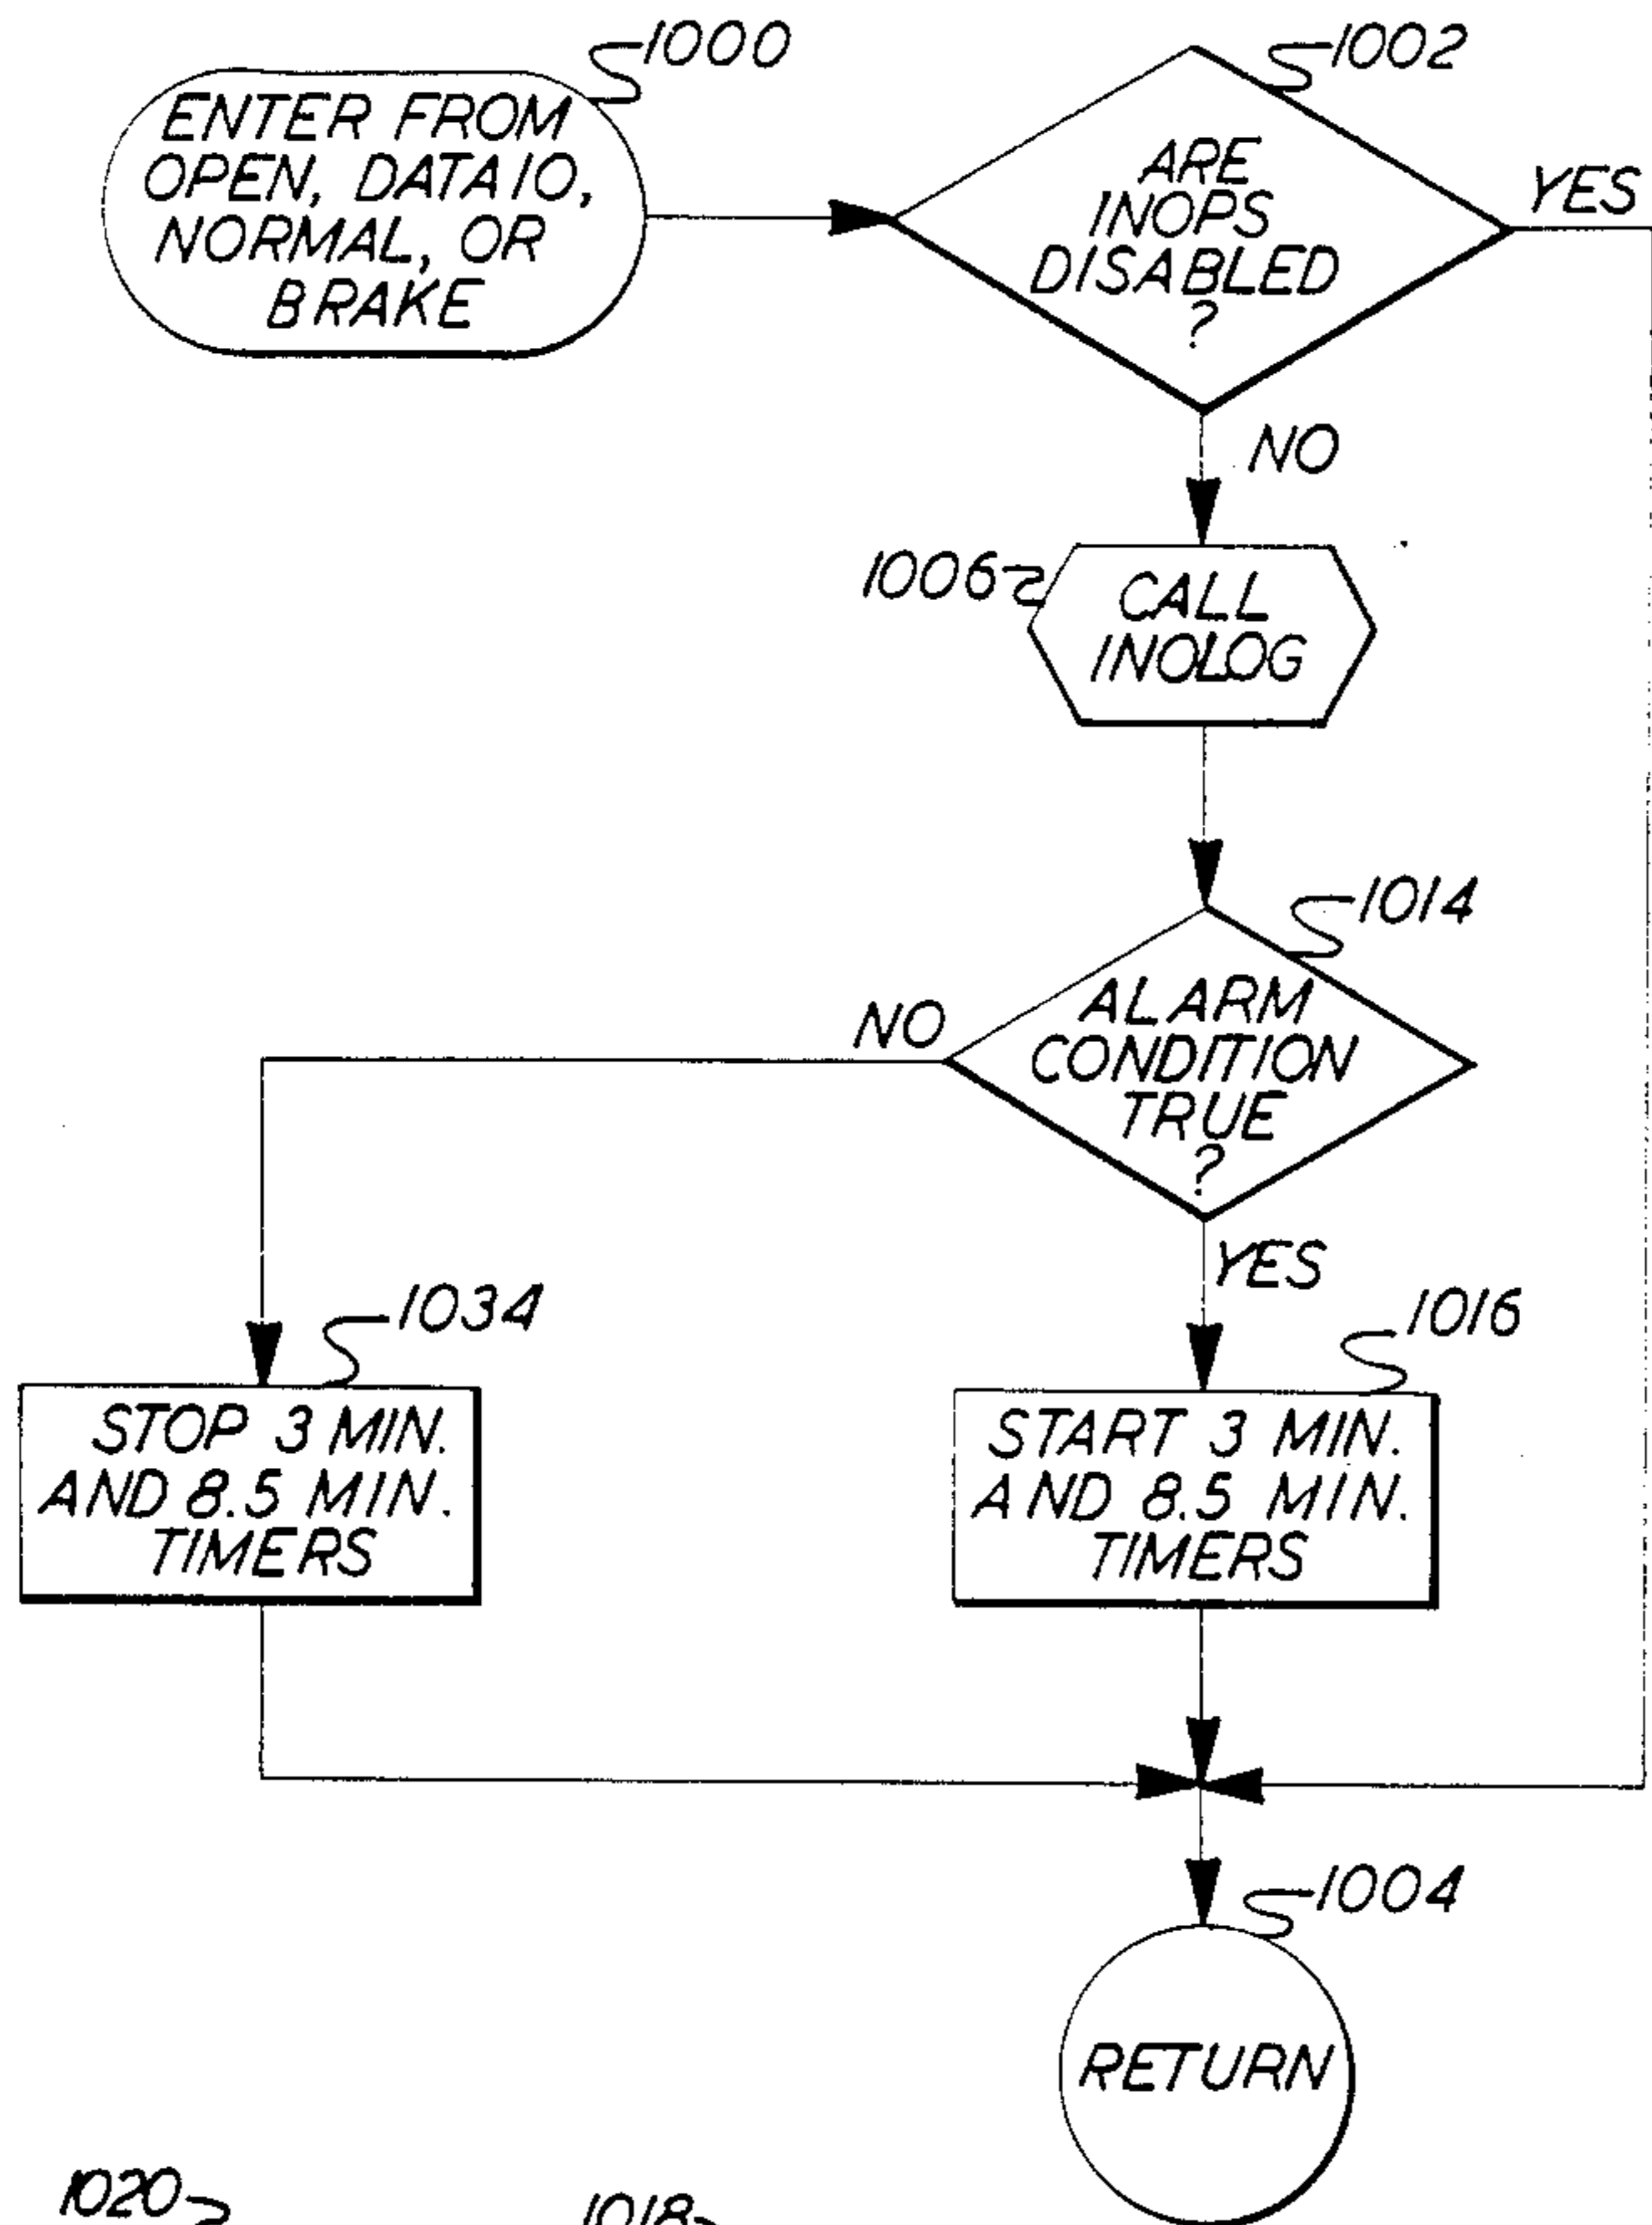 1000
ENTER FROM
OPEN, DATAIO,
NORMAL, OR
BRAKE
1002
ARE
INOPS
DISABLED
?
YES
NO
1006
CALL
INOLOG
1014
ALARM
CONDITION
TRUE
?
NO
YES
1034
STOP 3 MIN.
AND 8.5 MIN.
TIMERS
1016
START 3 MIN.
AND 8.5 MIN.
TIMERS
1004
RETURN
1020
1018